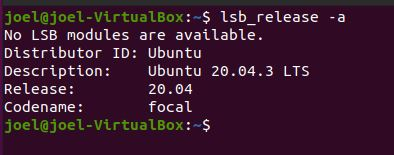 joel@joel-VirtualBox:~$ lsb_release -a
No LSB modules are available.
Distributor ID: Ubuntu
Description:    Ubuntu 20.04.3 LTS
Release:        20.04
Codename:       focal
joel@joel-VirtualBox:~$